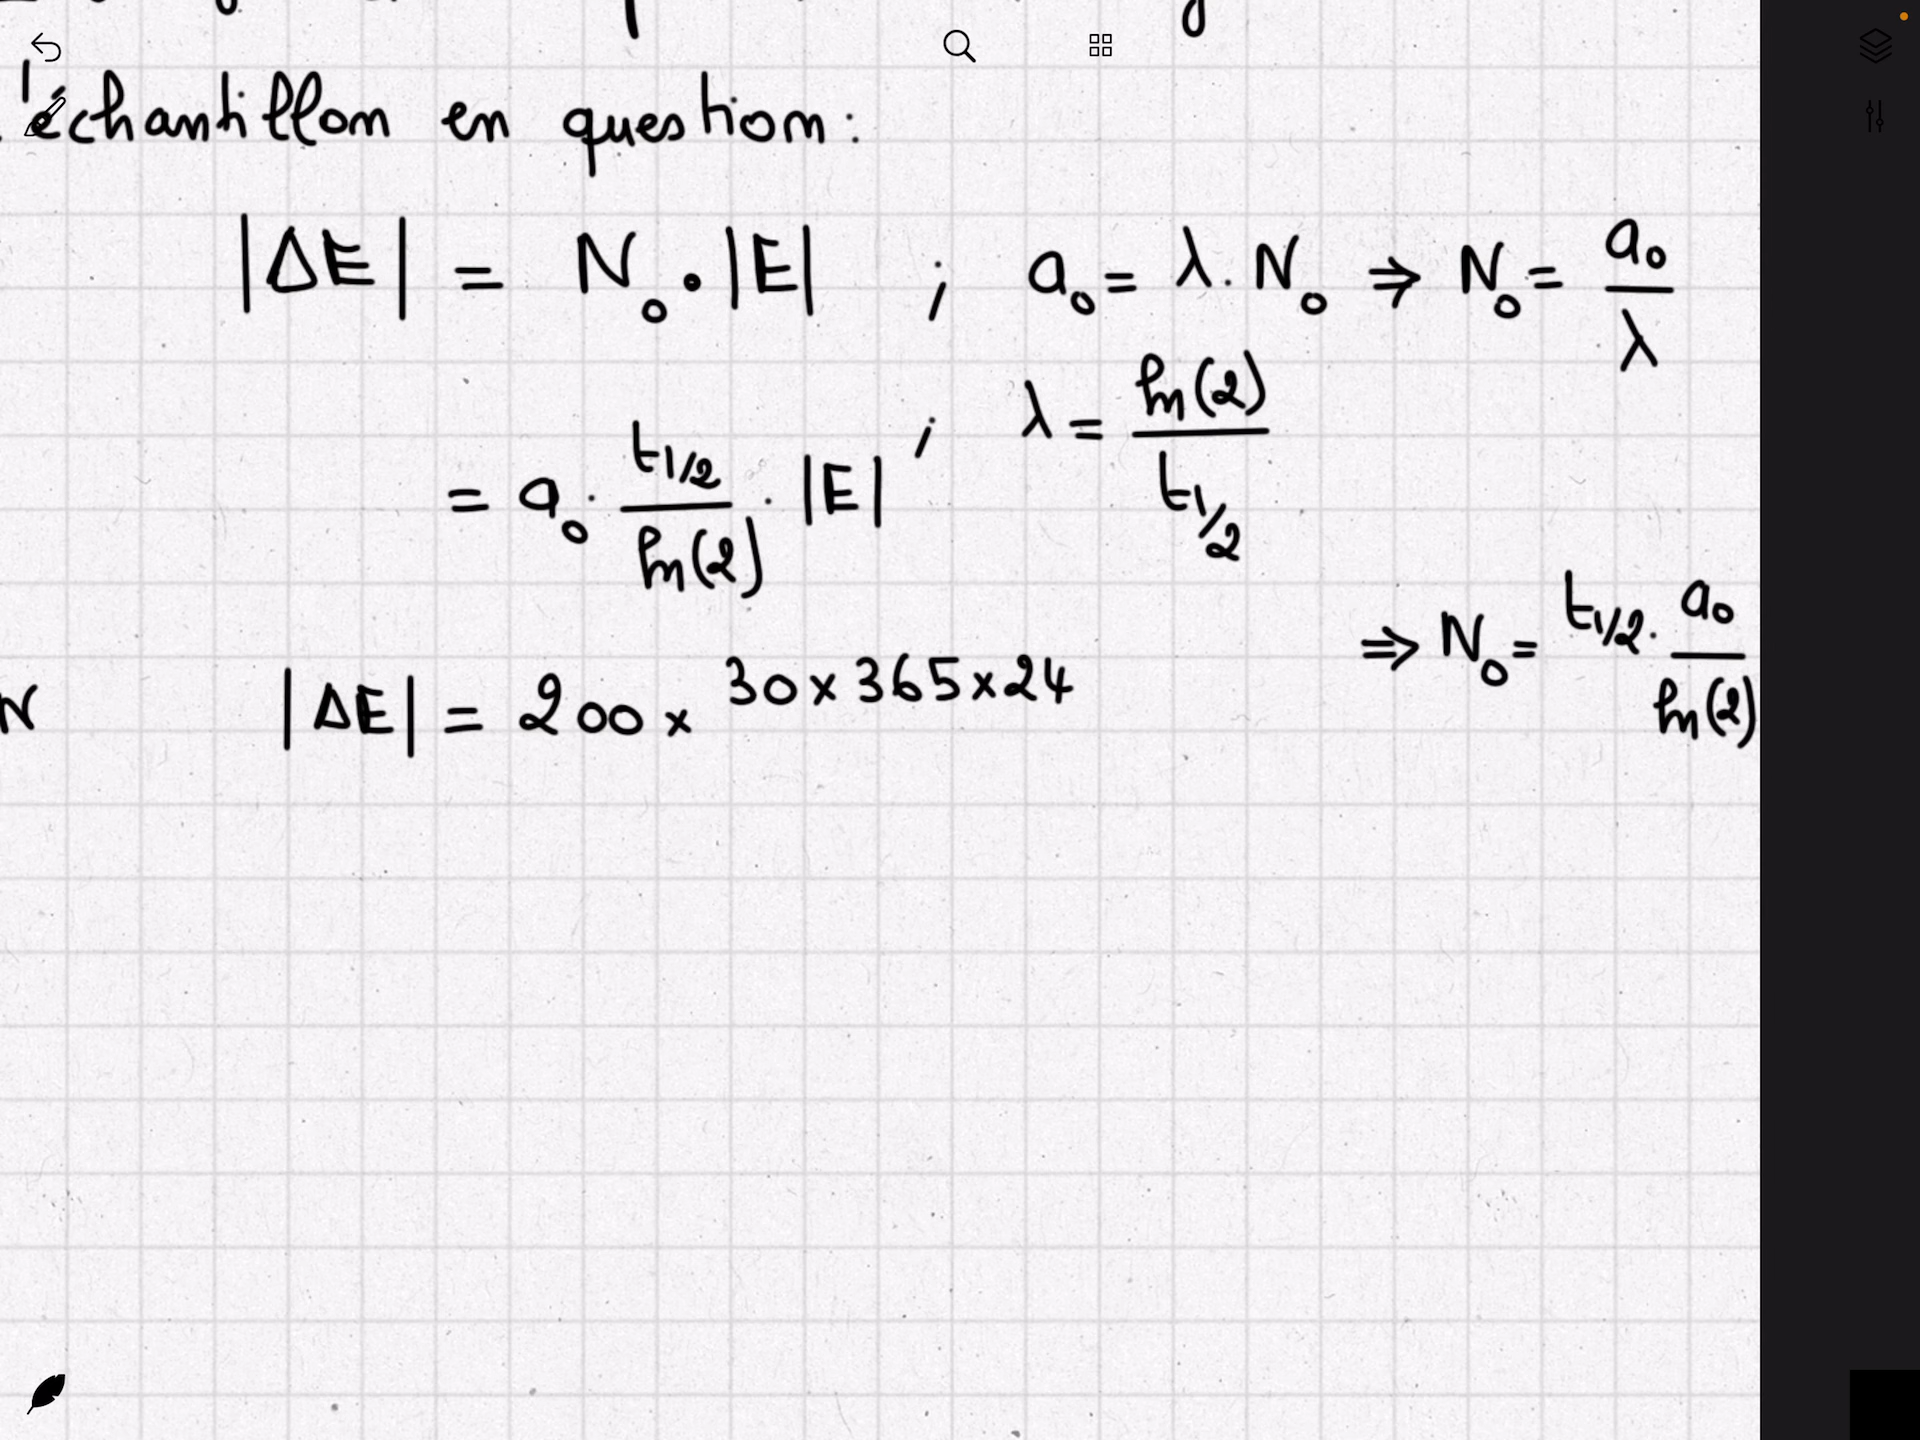 l'échantillon en question:
|ΔE| = N₀ . |E| ; a₀ = λ . N₀ ⇒ N₀ = a₀/λ
= a₀ . t1/2/ln(2) . |E| ; λ = ln(2)/t1/2
⇒ N₀ = t1/2 . a₀/ln(2)
N |ΔE| = 200 x 30 x 365 x 24